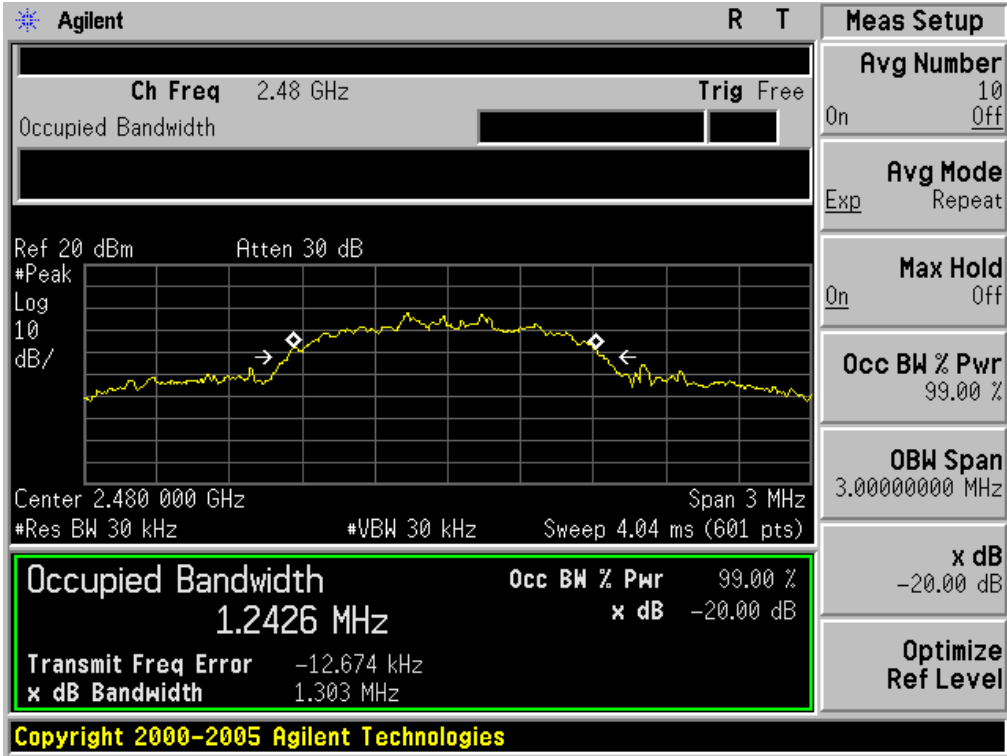 Agilent R T
Meas Setup
Ch Freq 2.48 GHz Trig Free
Occupied Bandwidth
Ref 20 dBm Atten 30 dB
#Peak
Log
10
dB/
Center 2.480 000 GHz Span 3 MHz
#Res BW 30 kHz #VBW 30 kHz Sweep 4.04 ms (601 pts)
Occupied Bandwidth
1.2426 MHz
Occ BW % Pwr 99.00 %
x dB -20.00 dB
Transmit Freq Error -12.674 kHz
x dB Bandwidth 1.303 MHz
Avg Number
10
On Off
Avg Mode
Exp Repeat
Max Hold
On Off
Occ BW % Pwr
99.00 %
OBW Span
3.00000000 MHz
x dB
-20.00 dB
Optimize
Ref Level
Copyright 2000-2005 Agilent Technologies